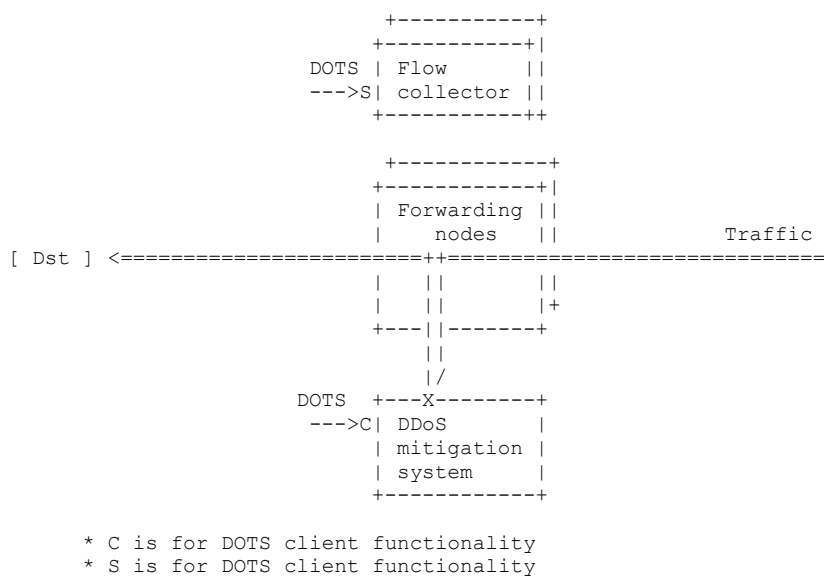 DOTS | Flow ||
--->S| collector ||
| Forwarding ||
| nodes || Traffic
[ Dst ] <========================++==============================
DOTS +---X--------+
--->C| DDoS |
| mitigation |
| system |
* C is for DOTS client functionality
* S is for DOTS client functionality